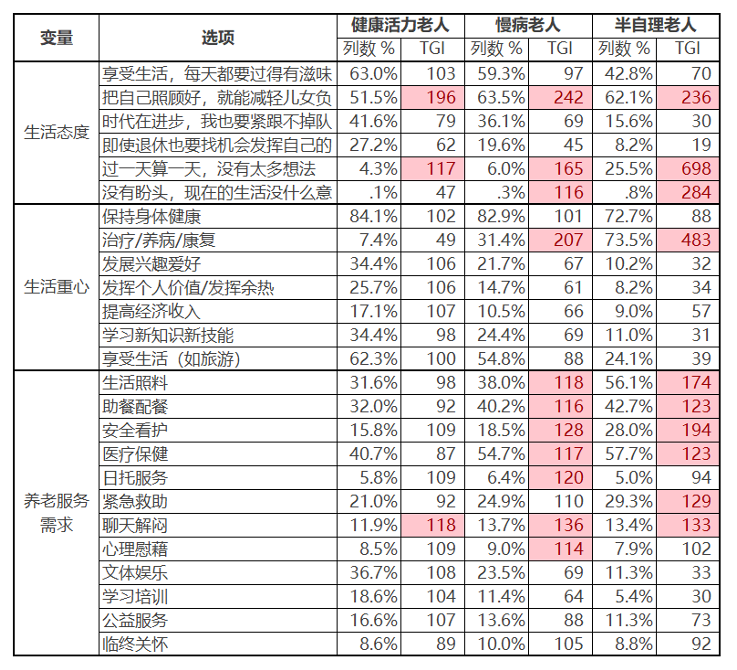 变量 选项 健康活力老人 慢病老人 半自理老人
列数 % TGI 列数 % TGI 列数 % TGI
生活态度
享受生活，每天都要过得有滋味 63.0% 103 59.3% 97 42.8% 70
把自己照顾好，就能减轻儿女负 51.5% 196 63.5% 242 62.1% 236
时代在进步，我也要紧跟不掉队 41.6% 79 36.1% 69 15.6% 30
即使退休也要找机会发挥自己的 27.2% 62 19.6% 45 8.2% 19
过一天算一天，没有太多想法 4.3% 117 6.0% 165 25.5% 698
没有盼头，现在的生活没什么意 .1% 47 .3% 116 .8% 284
生活重心
保持身体健康 84.1% 102 82.9% 101 72.7% 88
治疗/养病/康复 7.4% 49 31.4% 207 73.5% 483
发展兴趣爱好 34.4% 106 21.7% 67 10.2% 32
发挥个人价值/发挥余热 25.7% 106 14.7% 61 8.2% 34
提高经济收入 17.1% 107 10.5% 66 9.0% 57
学习新知识新技能 34.4% 98 24.4% 69 11.0% 31
享受生活（如旅游） 62.3% 100 54.8% 88 24.1% 39
养老服务
需求
生活照料 31.6% 98 38.0% 118 56.1% 174
助餐配餐 32.0% 92 40.2% 116 42.7% 123
安全看护 15.8% 109 18.5% 128 28.0% 194
医疗保健 40.7% 87 54.7% 117 57.7% 123
日托服务 5.8% 109 6.4% 120 5.0% 94
紧急救助 21.0% 92 24.9% 110 29.3% 129
聊天解闷 11.9% 118 13.7% 136 13.4% 133
心理慰藉 8.5% 109 9.0% 114 7.9% 102
文体娱乐 36.7% 108 23.5% 69 11.3% 33
学习培训 18.6% 104 11.4% 64 5.4% 30
公益服务 16.6% 107 13.6% 88 11.3% 73
临终关怀 8.6% 89 10.0% 105 8.8% 92